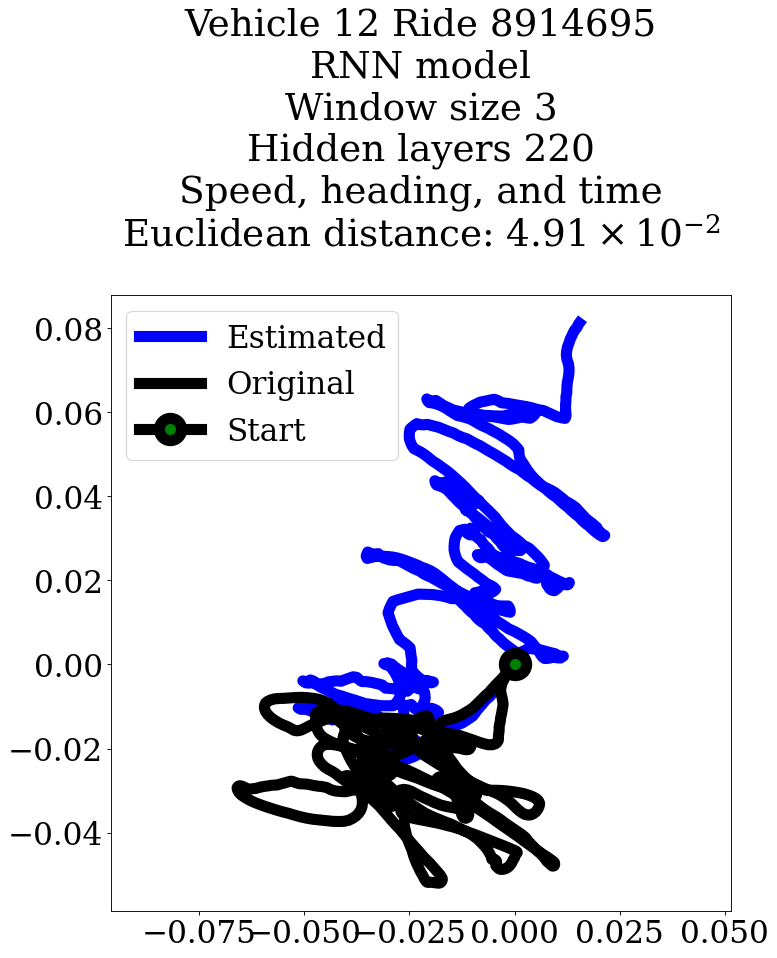 Vehicle 12 Ride 8914695
RNN model
Window size 3
Hidden layers 220
Speed, heading, and time
Euclidean distance: 4.91 × 10⁻²
Estimated
Original
Start
0.08
0.06
0.04
0.02
0.00
−0.02
−0.04
−0.075 −0.050 −0.025 0.000 0.025 0.050